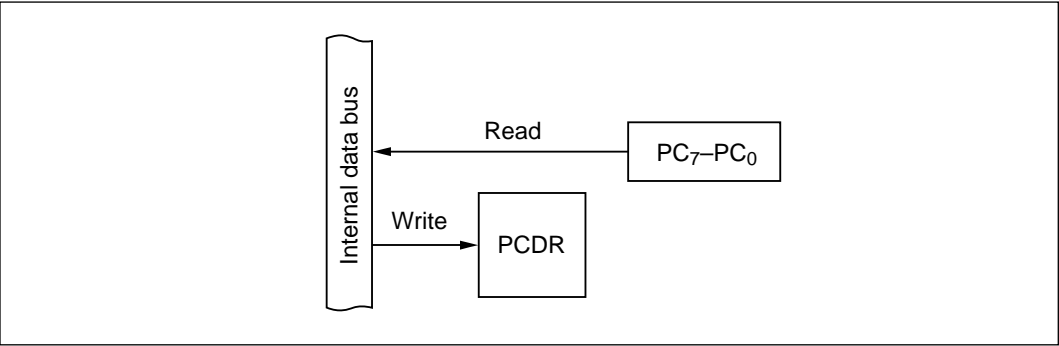 Internal data bus
Read
PC7–PC0
Write
PCDR